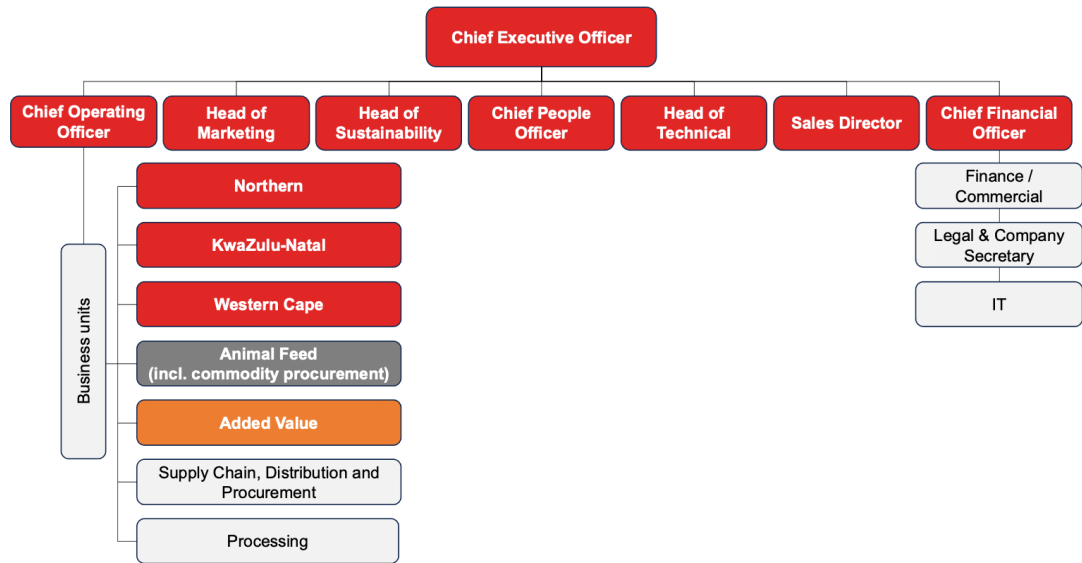 Chief Executive Officer
Chief Operating
Officer
Head of
Marketing
Head of
Sustainability
Chief People
Officer
Head of
Technical
Sales Director
Chief Financial
Officer
Business units
Northern
KwaZulu-Natal
Western Cape
Animal Feed
(incl. commodity procurement)
Added Value
Supply Chain, Distribution and
Procurement
Processing
Finance /
Commercial
Legal & Company
Secretary
IT